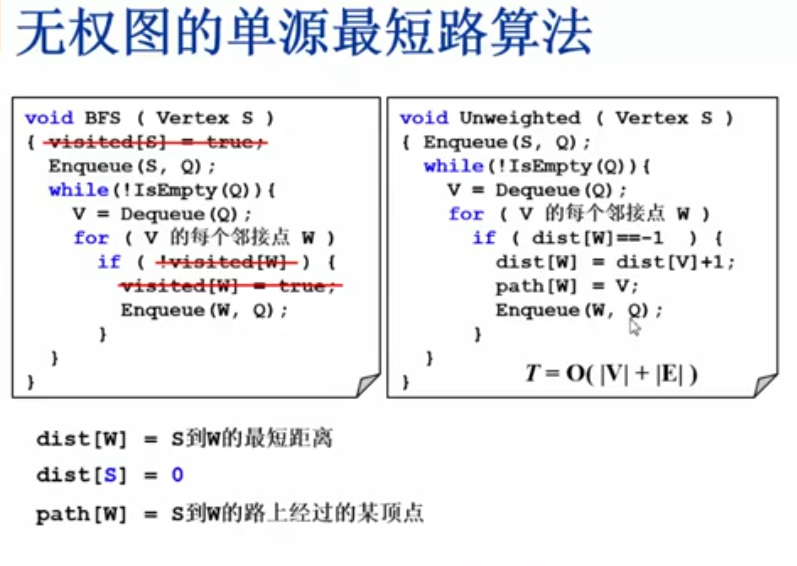 无权图的单源最短路算法
void BFS ( Vertex S )
{ visited[S] = true;
Enqueue(S, Q);
while(!IsEmpty(Q)){
V = Dequeue(Q);
for ( V 的每个邻接点 W )
if ( !visited[W] ) {
visited[W] = true;
Enqueue(W, Q);
}
}
}
void Unweighted ( Vertex S )
{ Enqueue(S, Q);
while(!IsEmpty(Q)){
V = Dequeue(Q);
for ( V 的每个邻接点 W )
if ( dist[W]==-1 ) {
dist[W] = dist[V]+1;
path[W] = V;
Enqueue(W, Q);
}
}
}
T = O( |V| + |E| )
dist[W] = S到W的最短距离
dist[S] = 0
path[W] = S到W的路上经过的某顶点